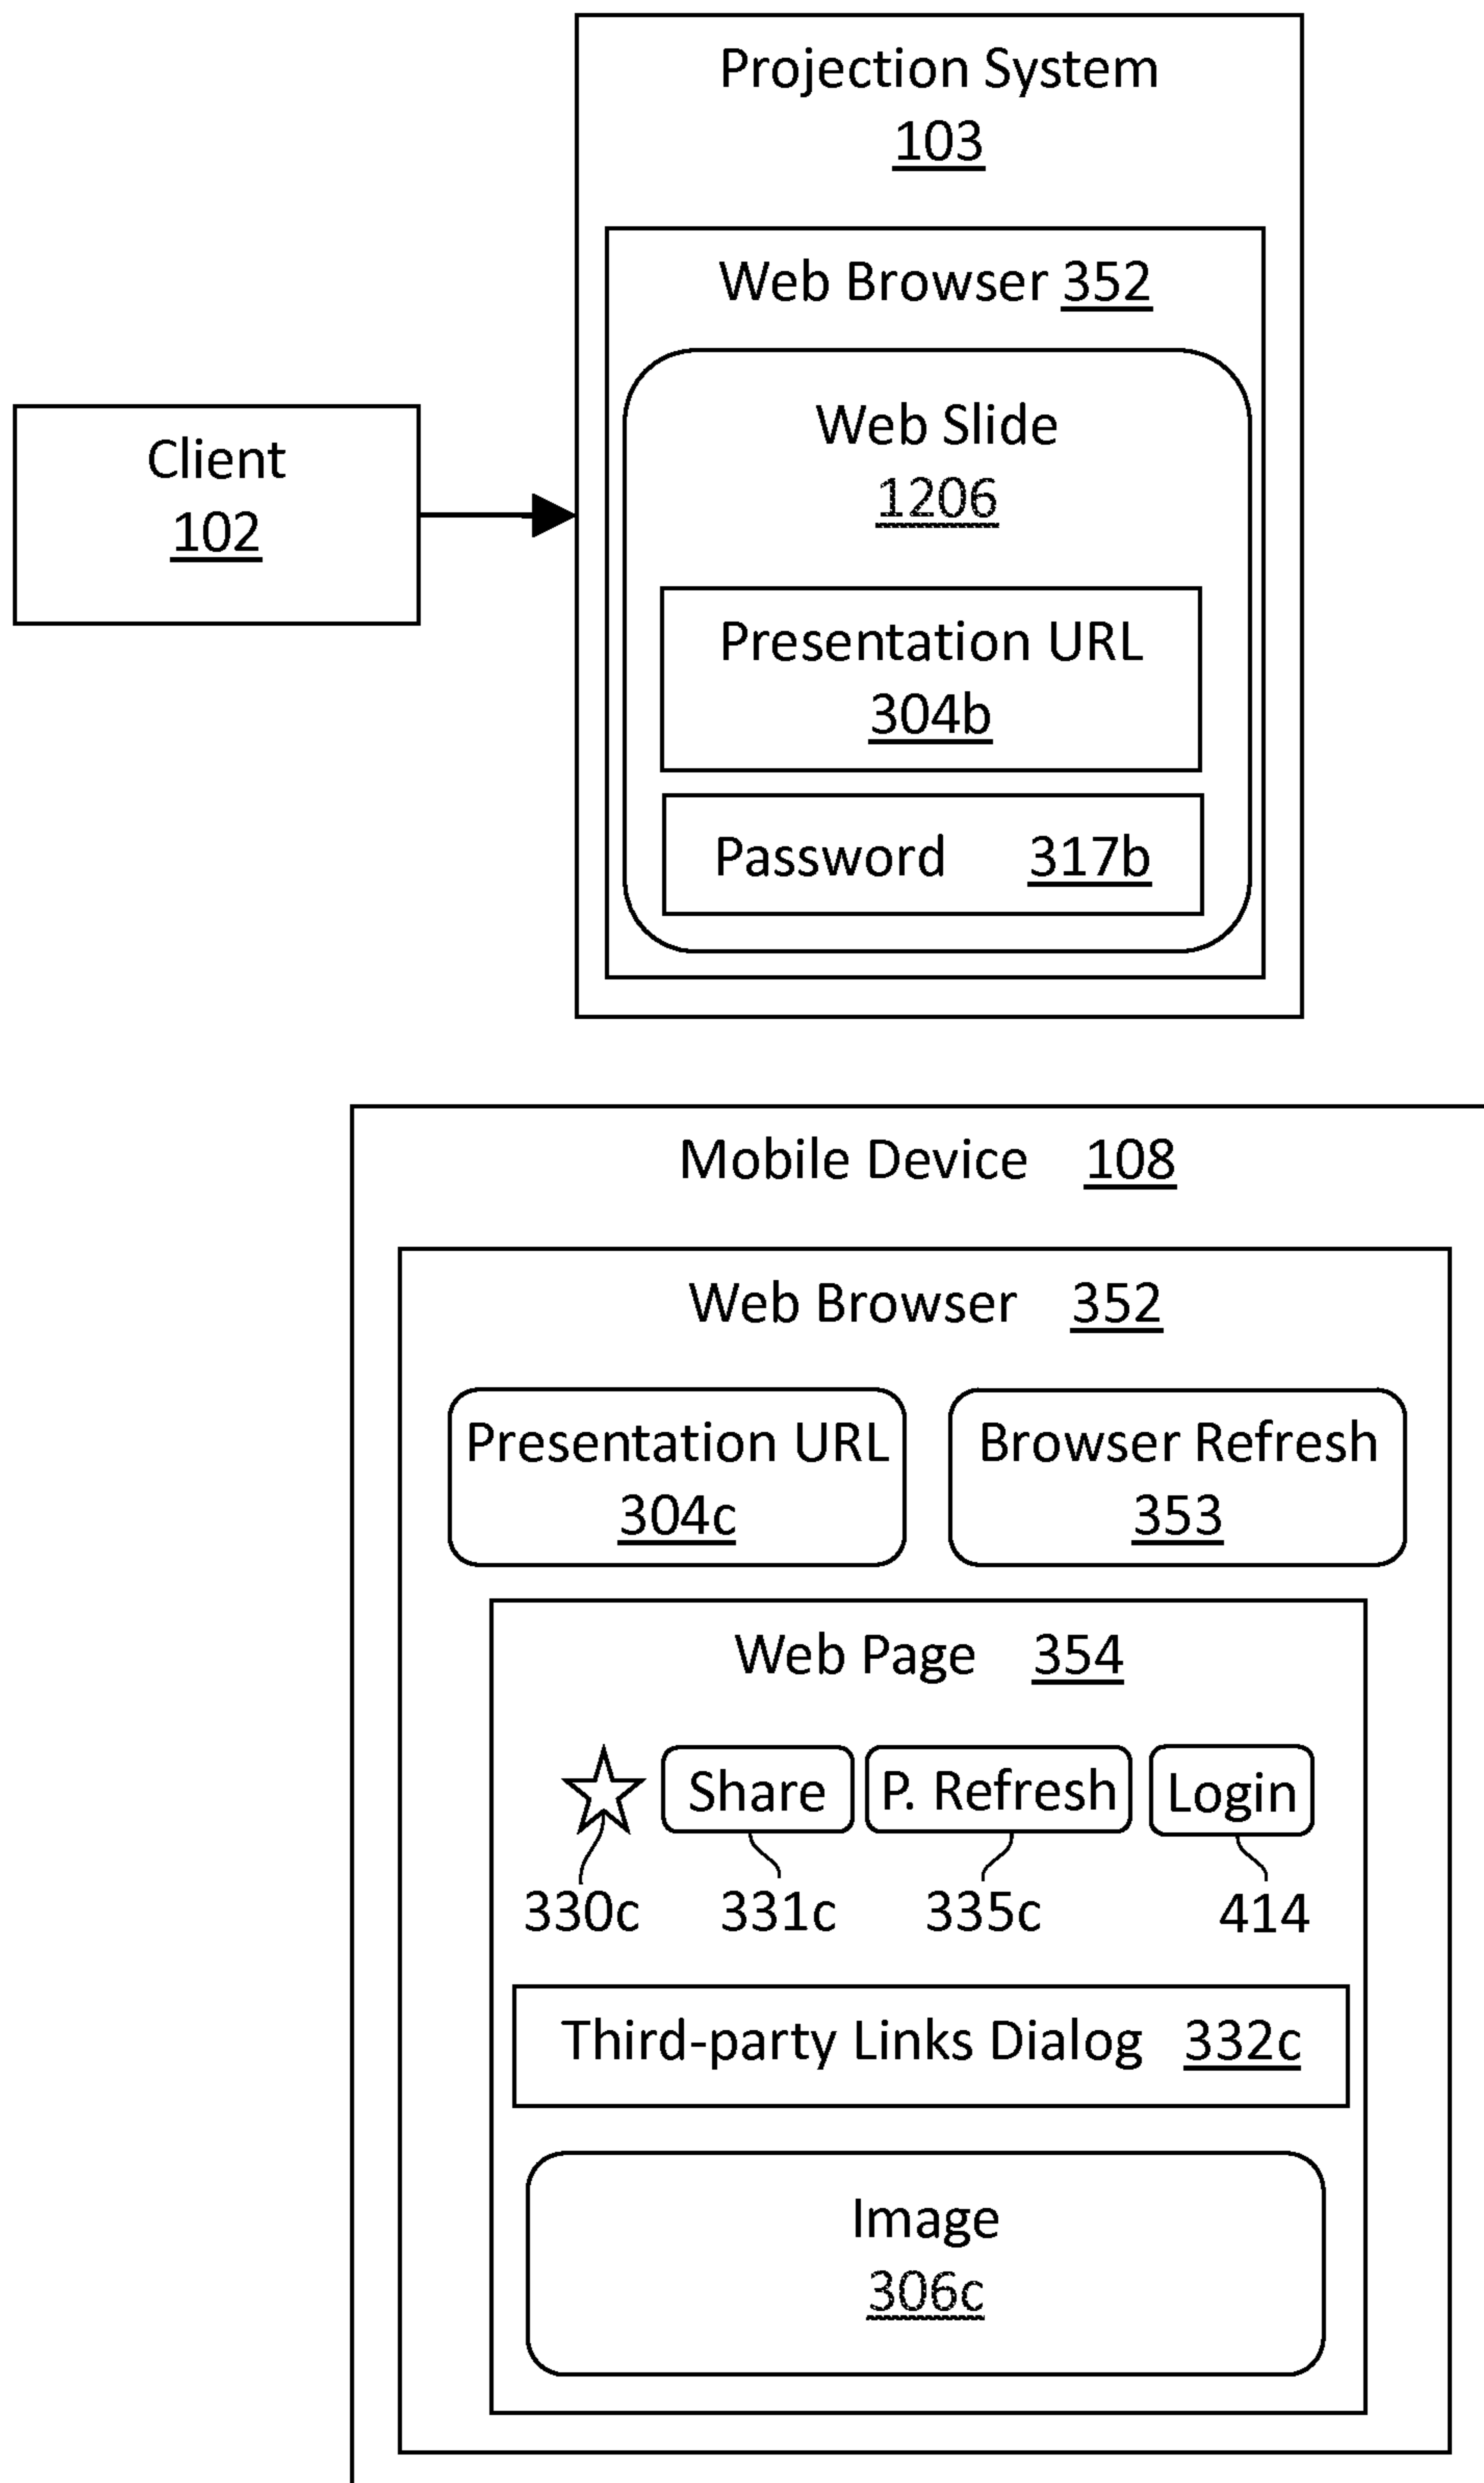 Projection System
103
Web Browser 352
Client
102
Web Slide
1206
Presentation URL
304b
Password 317b
Mobile Device 108
Web Browser 352
Presentation URL
304c
Browser Refresh
353
Web Page 354
Share P. Refresh Login
330c 331c 335c 414
Third-party Links Dialog 332c
Image
306c